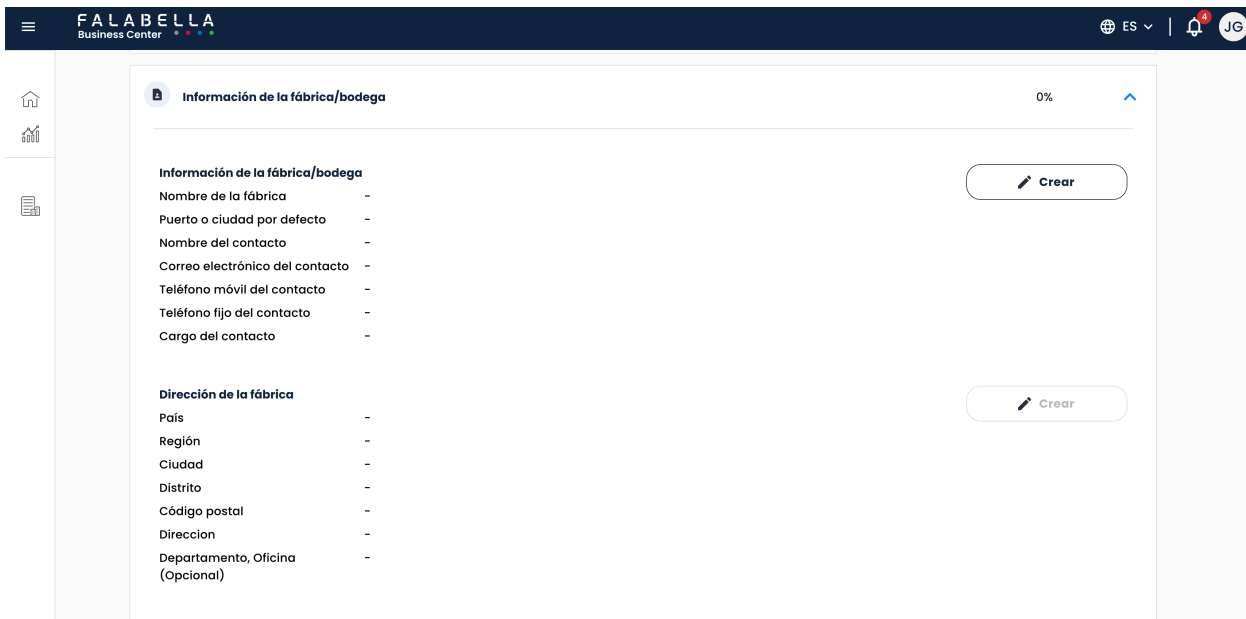 FALABELLA
Business Center
ES
4
JG
Información de la fábrica/bodega 0%
Información de la fábrica/bodega
Crear
Nombre de la fábrica -
Puerto o ciudad por defecto -
Nombre del contacto -
Correo electrónico del contacto -
Teléfono móvil del contacto -
Teléfono fijo del contacto -
Cargo del contacto -
Dirección de la fábrica
Crear
País -
Región -
Ciudad -
Distrito -
Código postal -
Direccion -
Departamento, Oficina -
(Opcional)